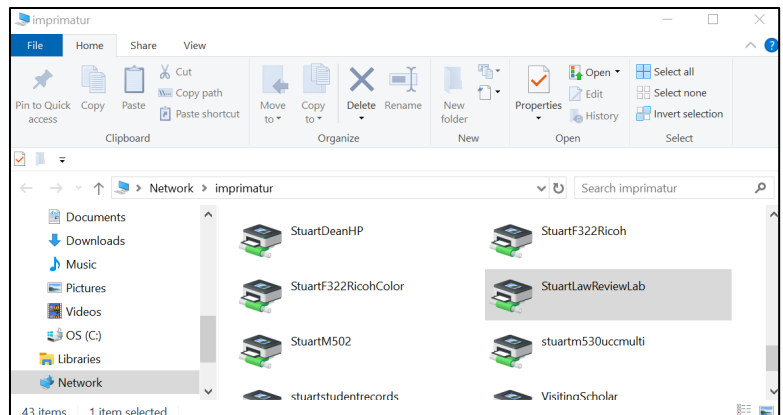 imprimatur
File Home Share View
Pin to Quick access
Copy
Paste
Cut
Copy path
Paste shortcut
Clipboard
Move to
Copy to
Delete
Rename
Organize
New folder
New
Properties
Open
Edit
History
Open
Select all
Select none
Invert selection
Select
Network imprimatur
Search imprimatur
Documents
Downloads
Music
Pictures
Videos
OS (C:)
Libraries
Network
StuartDeanHP StuartF322Ricoh
StuartF322RicohColor StuartLawReviewLab
StuartM502 stuartm530uccmulti
stuartstudentrecords VisitingScholar
43 items 1 item selected